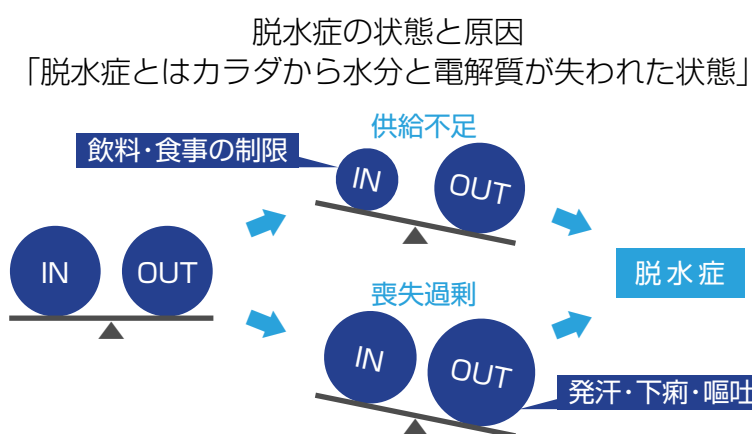 脱水症の状態と原因
「脱水症とはカラダから水分と電解質が失われた状態」
供給不足
飲料・食事の制限
IN
OUT
IN
OUT
脱水症
喪失過剰
IN
OUT
発汗・下痢・嘔吐